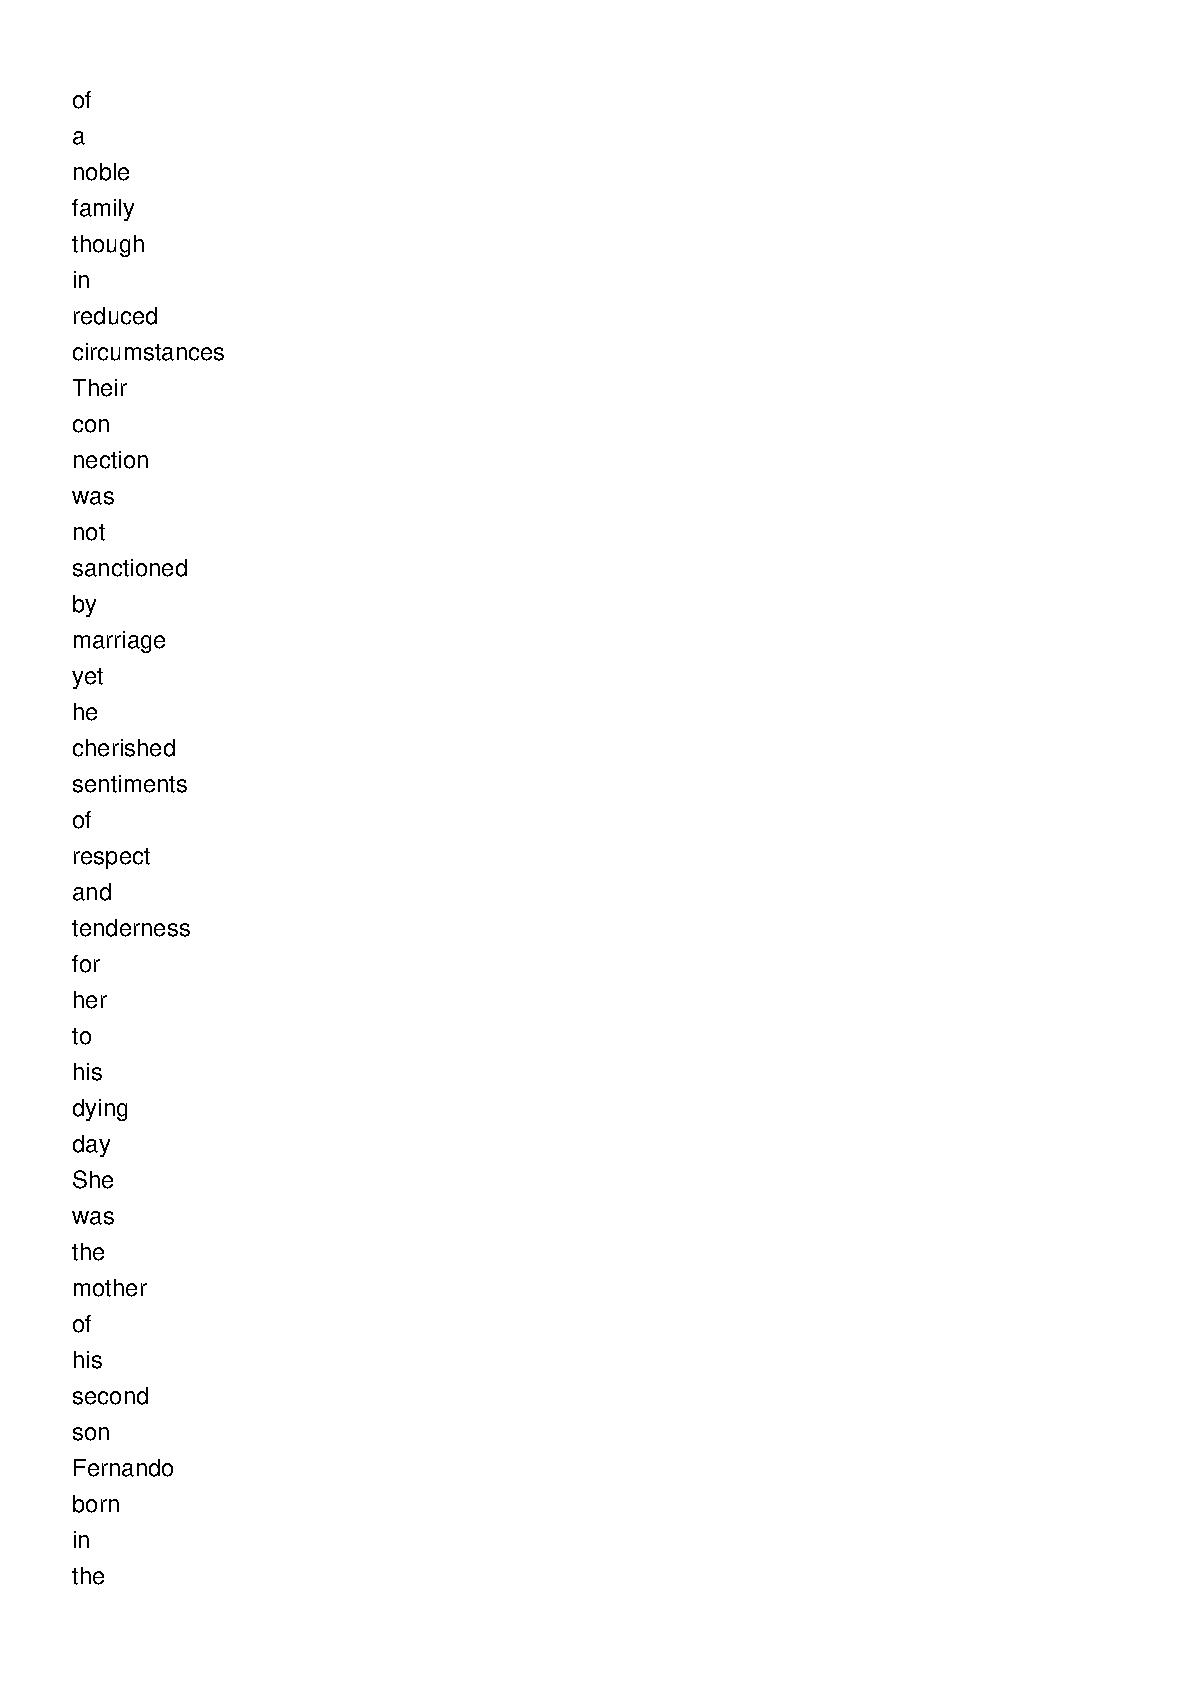 of
a
noble
family
though
in
reduced
circumstances
Their
con
nection
was
not
sanctioned
by
marriage
yet
he
cherished
sentiments
of
respect
and
tenderness
for
her
to
his
dying
day
She
was
the
mother
of
his
second
son
Fernando
born
in
the